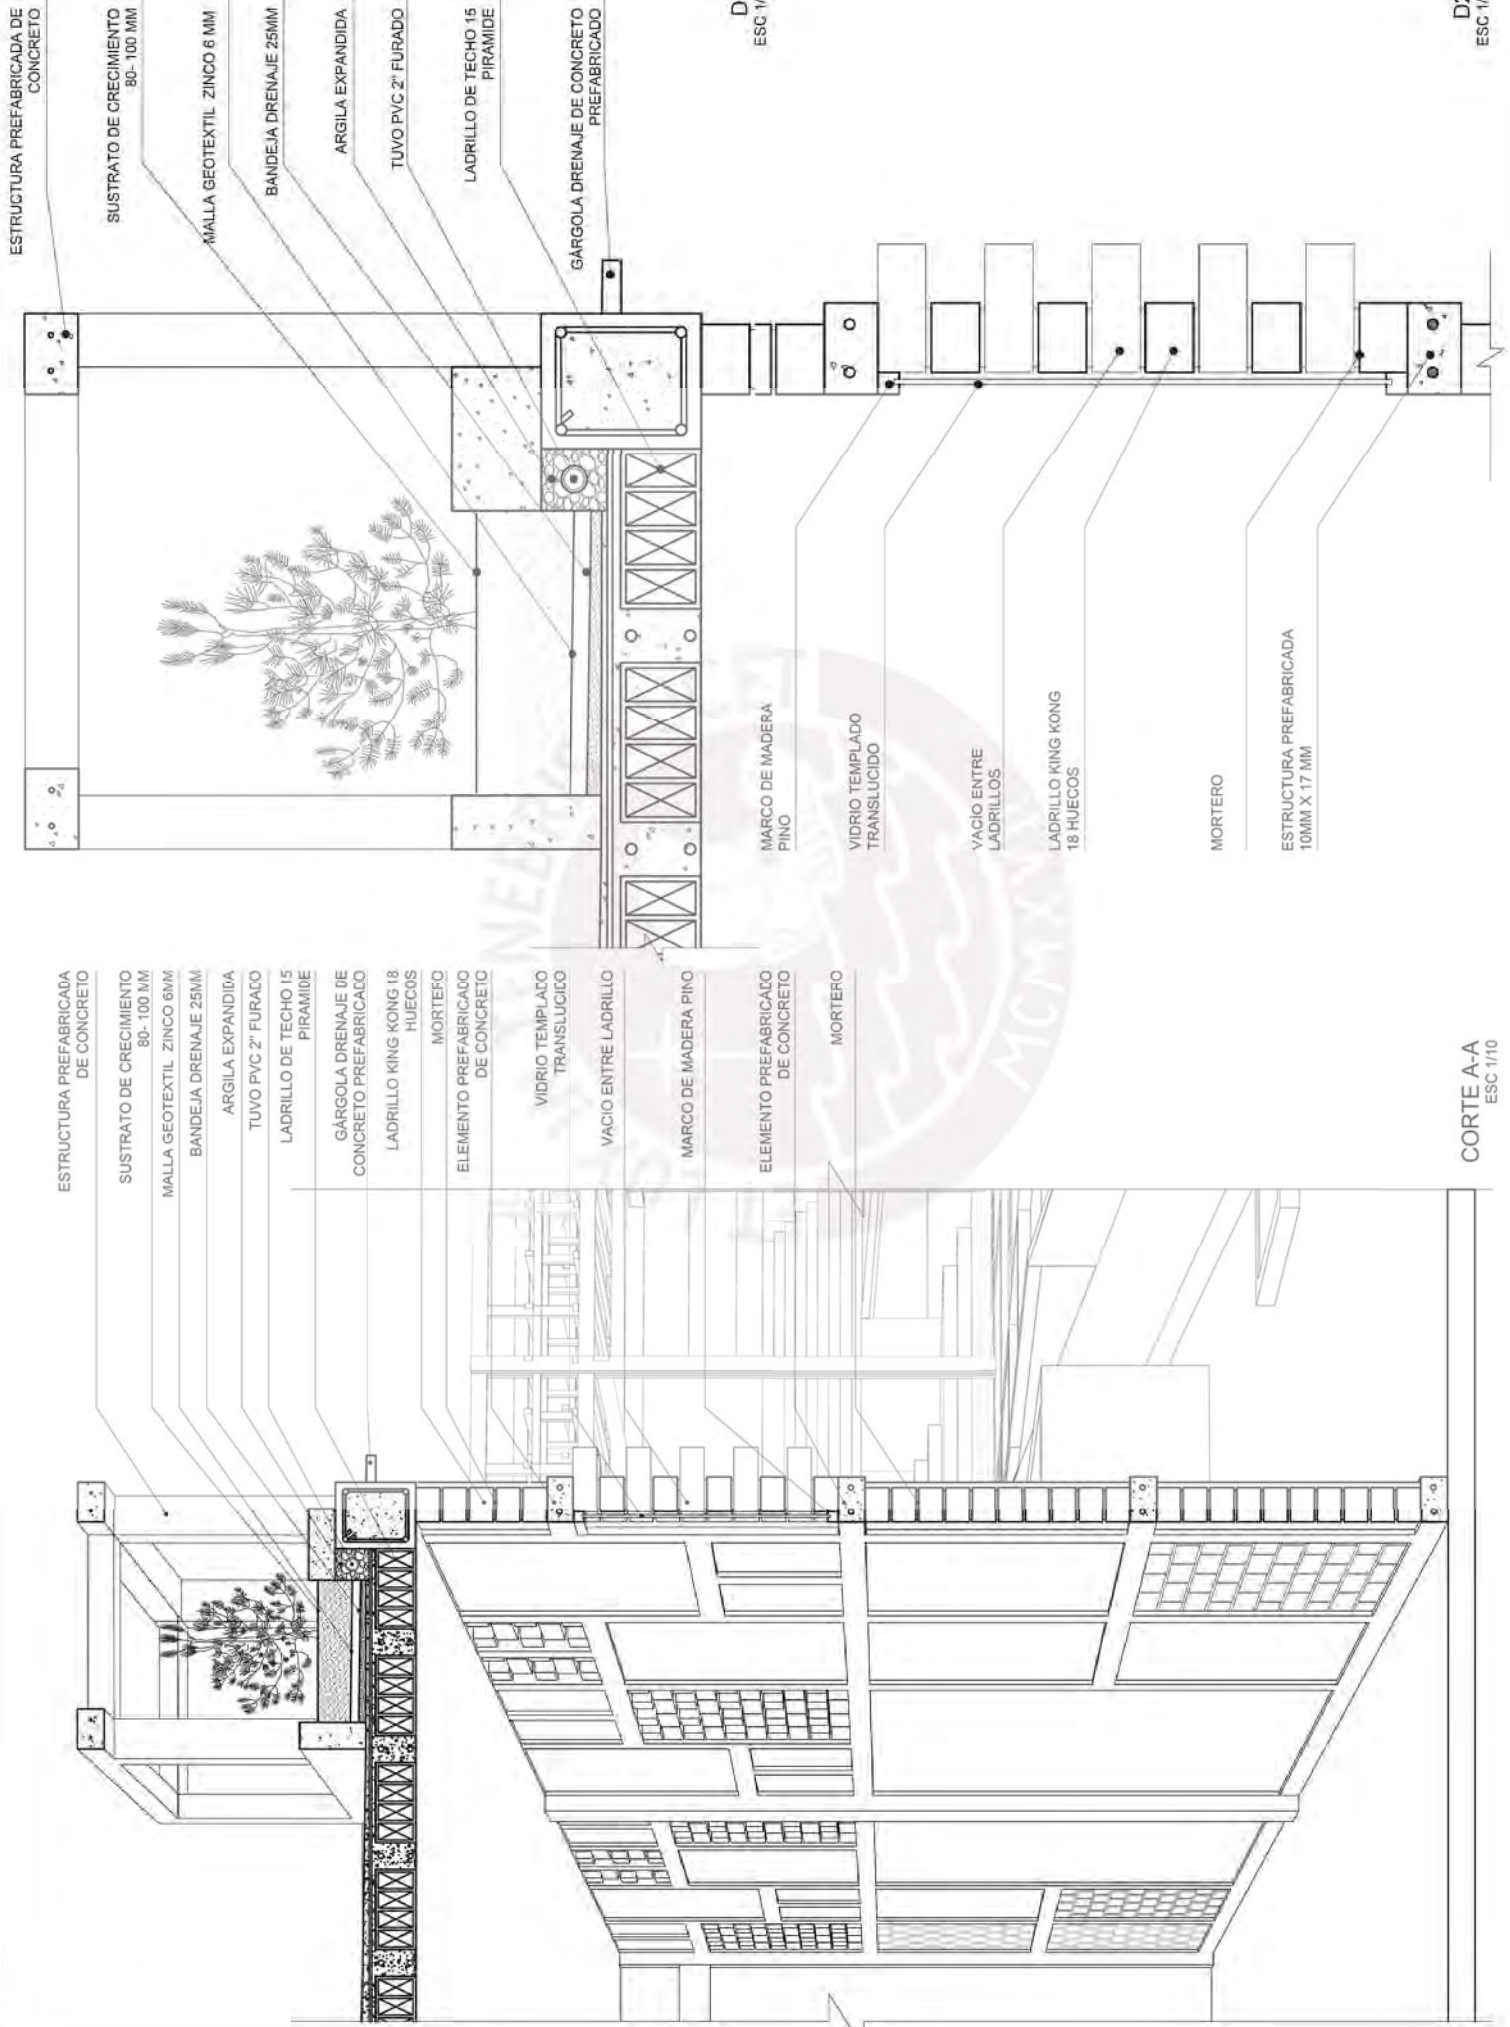 ESTRUCTURA PREFABRICADA
DE CONCRETO
SUSTRATO DE CRECIMIENTO
80- 100 MM
MALLA GEOTEXTIL ZINCO 6MM
BANDEJA DRENAJE 25MM
ARGILA EXPANDIDA
TUVO PVC 2" FURADO
LADRILLO DE TECHO 15
PIRAMIDE
GÁRGOLA DRENAJE DE
CONCRETO PREFABRICADO
LADRILLO KING KONG 18
HUECOS
MORTERO
ELEMENTO PREFABRICADO
DE CONCRETO
VIDRIO TEMPLADO
TRANSLUCIDO
VACIO ENTRE LADRILLO
MARCO DE MADERA PINO
ELEMENTO PREFABRICADO
DE CONCRETO
MORTERO
CORTE A-A
ESC 1/10
ESTRUCTURA PREFABRICADA DE
CONCRETO
SUSTRATO DE CRECIMIENTO
80- 100 MM
MALLA GEOTEXTIL ZINCO 6 MM
BANDEJA DRENAJE 25MM
ARGILA EXPANDIDA
TUVO PVC 2" FURADO
LADRILLO DE TECHO 15
PIRAMIDE
GÁRGOLA DRENAJE DE CONCRETO
PREFABRICADO
MARCO DE MADERA
PINO
VIDRIO TEMPLADO
TRANSLUCIDO
VACÍO ENTRE
LADRILLOS
LADRILLO KING KONG
18 HUECOS
MORTERO
ESTRUCTURA PREFABRICADA
10MM X 17 MM
ESC 1/
ESC 1/
MCMXVII